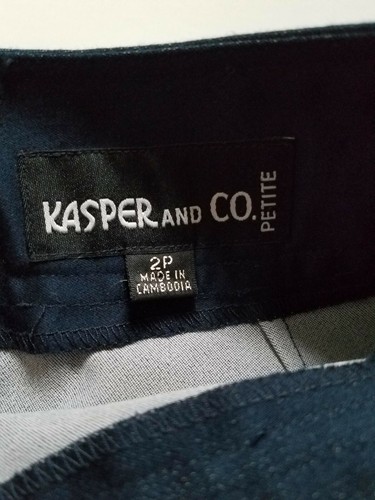 KASPER AND CO. PETITE
2P
MADE IN
CAMBODIA